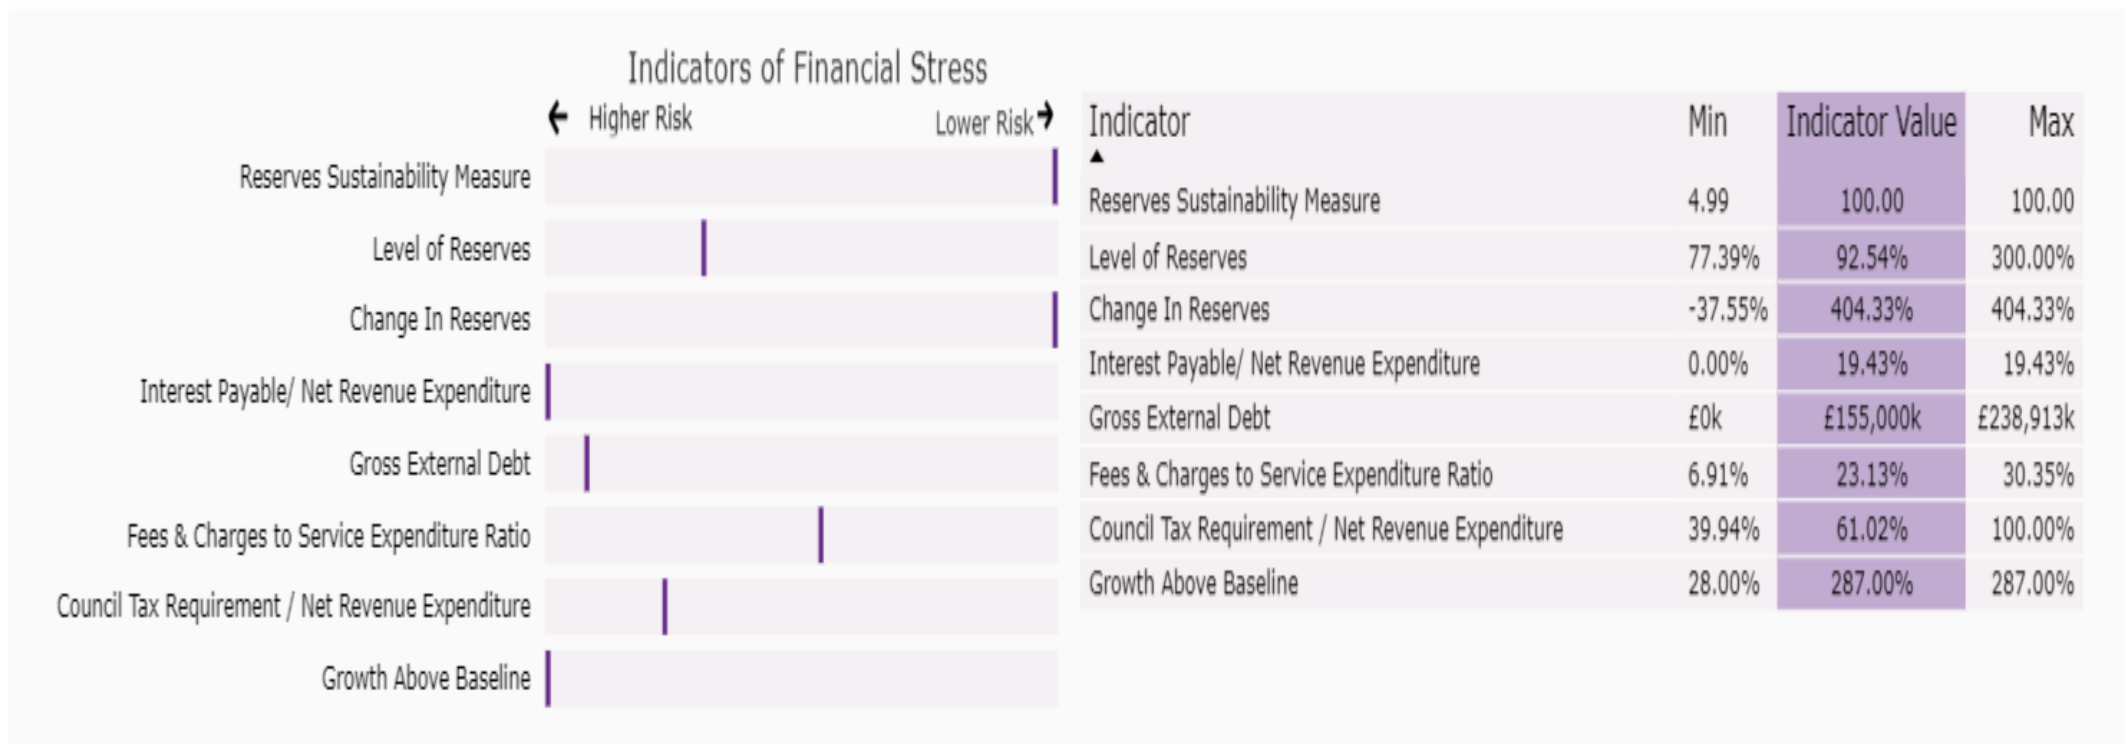 Indicators of Financial Stress
← Higher Risk Lower Risk →
Reserves Sustainability Measure
Level of Reserves
Change In Reserves
Interest Payable/ Net Revenue Expenditure
Gross External Debt
Fees & Charges to Service Expenditure Ratio
Council Tax Requirement / Net Revenue Expenditure
Growth Above Baseline
Indicator Min Indicator Value Max
Reserves Sustainability Measure 4.99 100.00 100.00
Level of Reserves 77.39% 92.54% 300.00%
Change In Reserves -37.55% 404.33% 404.33%
Interest Payable/ Net Revenue Expenditure 0.00% 19.43% 19.43%
Gross External Debt £0k £155,000k £238,913k
Fees & Charges to Service Expenditure Ratio 6.91% 23.13% 30.35%
Council Tax Requirement / Net Revenue Expenditure 39.94% 61.02% 100.00%
Growth Above Baseline 28.00% 287.00% 287.00%